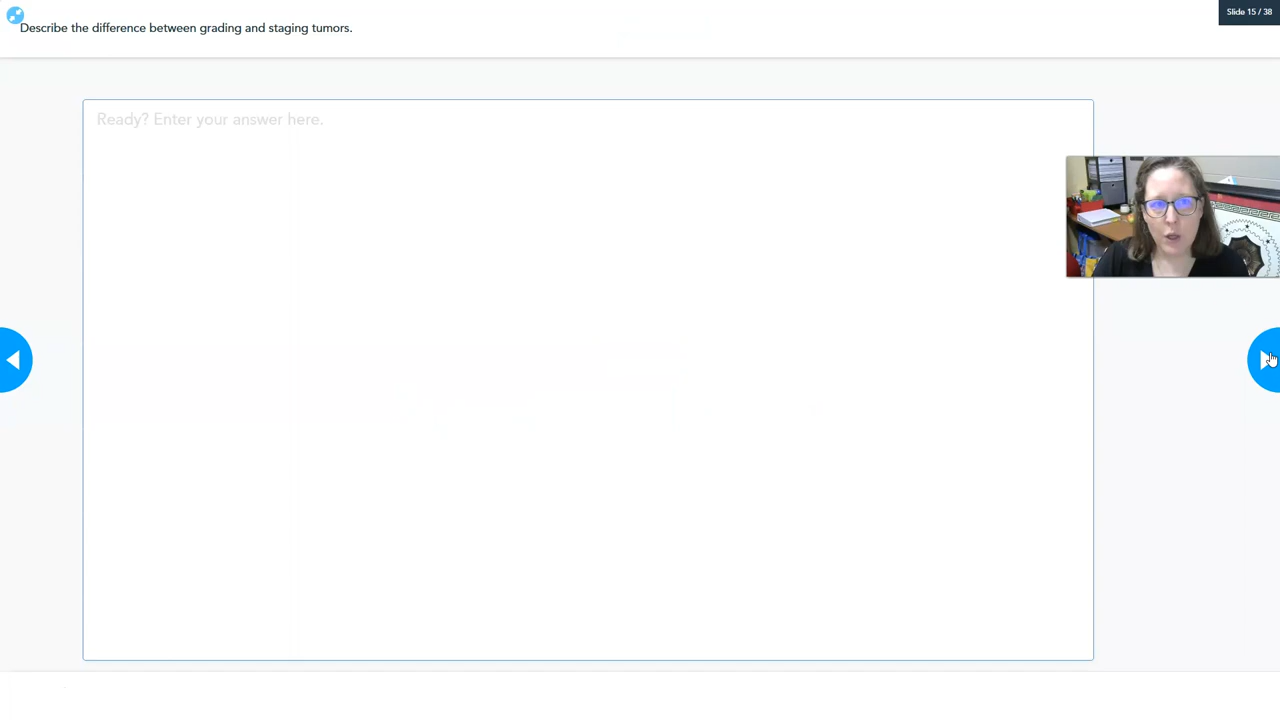 Slide 15 / 38
Describe the difference between grading and staging tumors.
Ready? Enter your answer here.